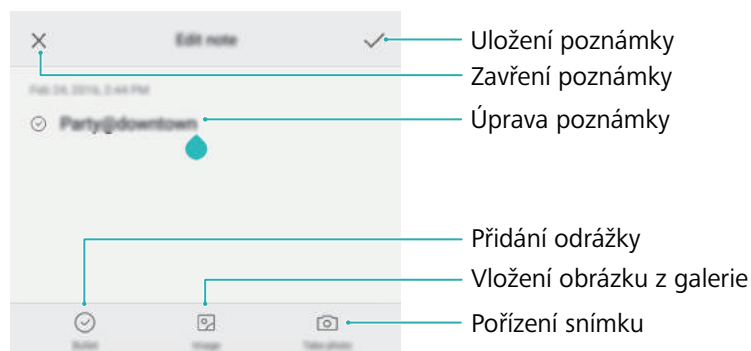 Edit note
Uložení poznámky
Zavření poznámky
Feb 24, 2016, 2:44 PM
Party@downtown
Úprava poznámky
Přidání odrážky
Vložení obrázku z galerie
Pořízení snímku
Bullet
Image
Take photo